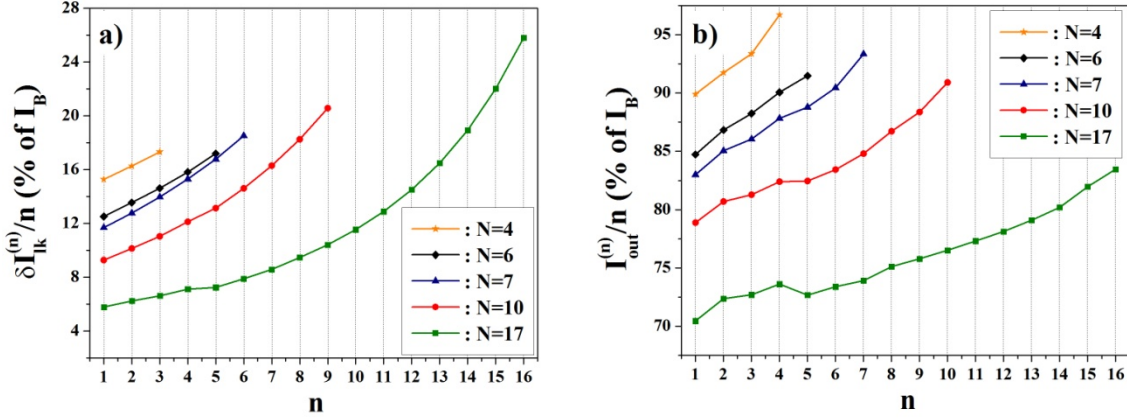 a)
δI_lk^(n)/n (% of I_B)
28
24
20
16
12
8
4
: N=4
: N=6
: N=7
: N=10
: N=17
1 2 3 4 5 6 7 8 9 10 11 12 13 14 15 16
n
b)
I_out^(n)/n (% of I_B)
95
90
85
80
75
70
: N=4
: N=6
: N=7
: N=10
: N=17
1 2 3 4 5 6 7 8 9 10 11 12 13 14 15 16
n